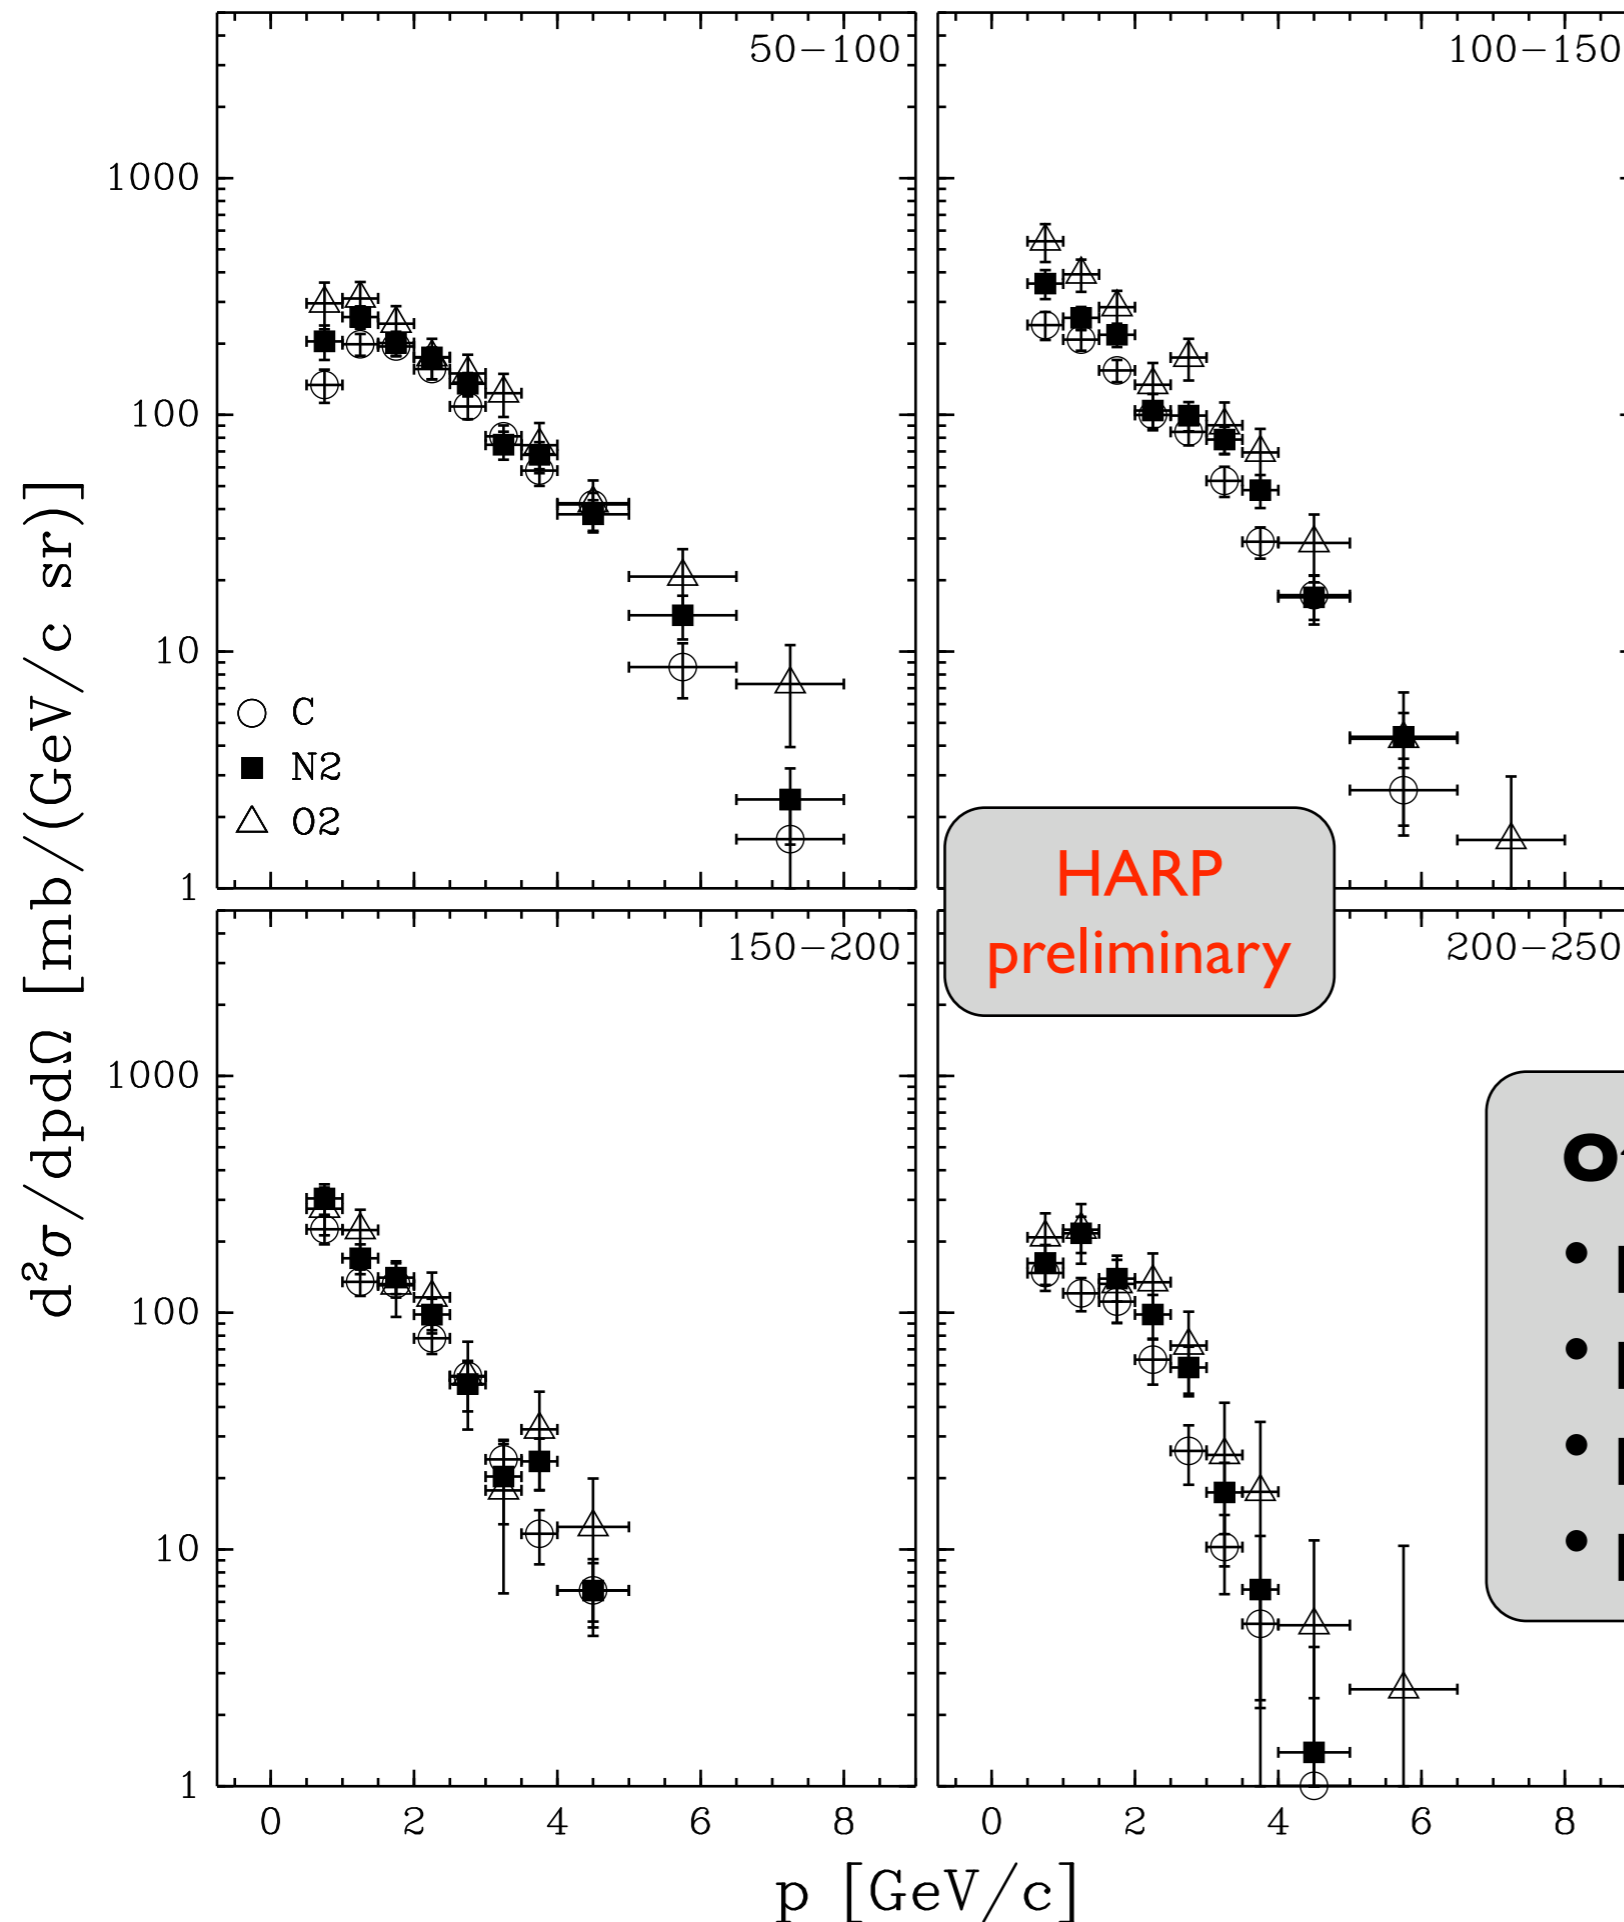 50−100
100−150
1000
100
10
1
C
N2
O2
HARP
preliminary
150−200
200−250
1000
100
10
1
0 2 4 6 8
0 2 4 6 8
d²σ/dpdΩ [mb/(GeV/c sr)]
p [GeV/c]